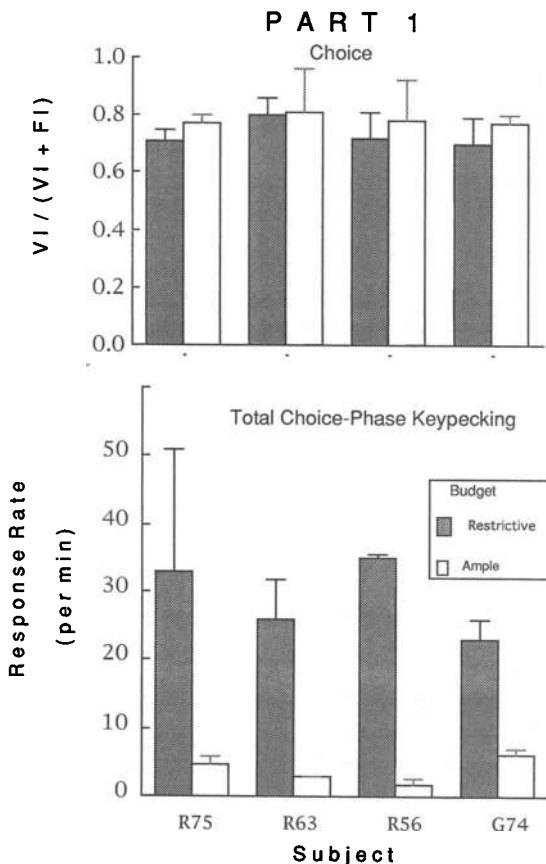 PART 1
Choice
VI / (VI + FI)
1.0
0.8
0.6
0.4
0.2
0.0
Total Choice-Phase Keypecking
Response Rate
(per min)
50
40
30
20
10
0
Budget
Restrictive
Ample
R75 R63 R56 G74
Subject